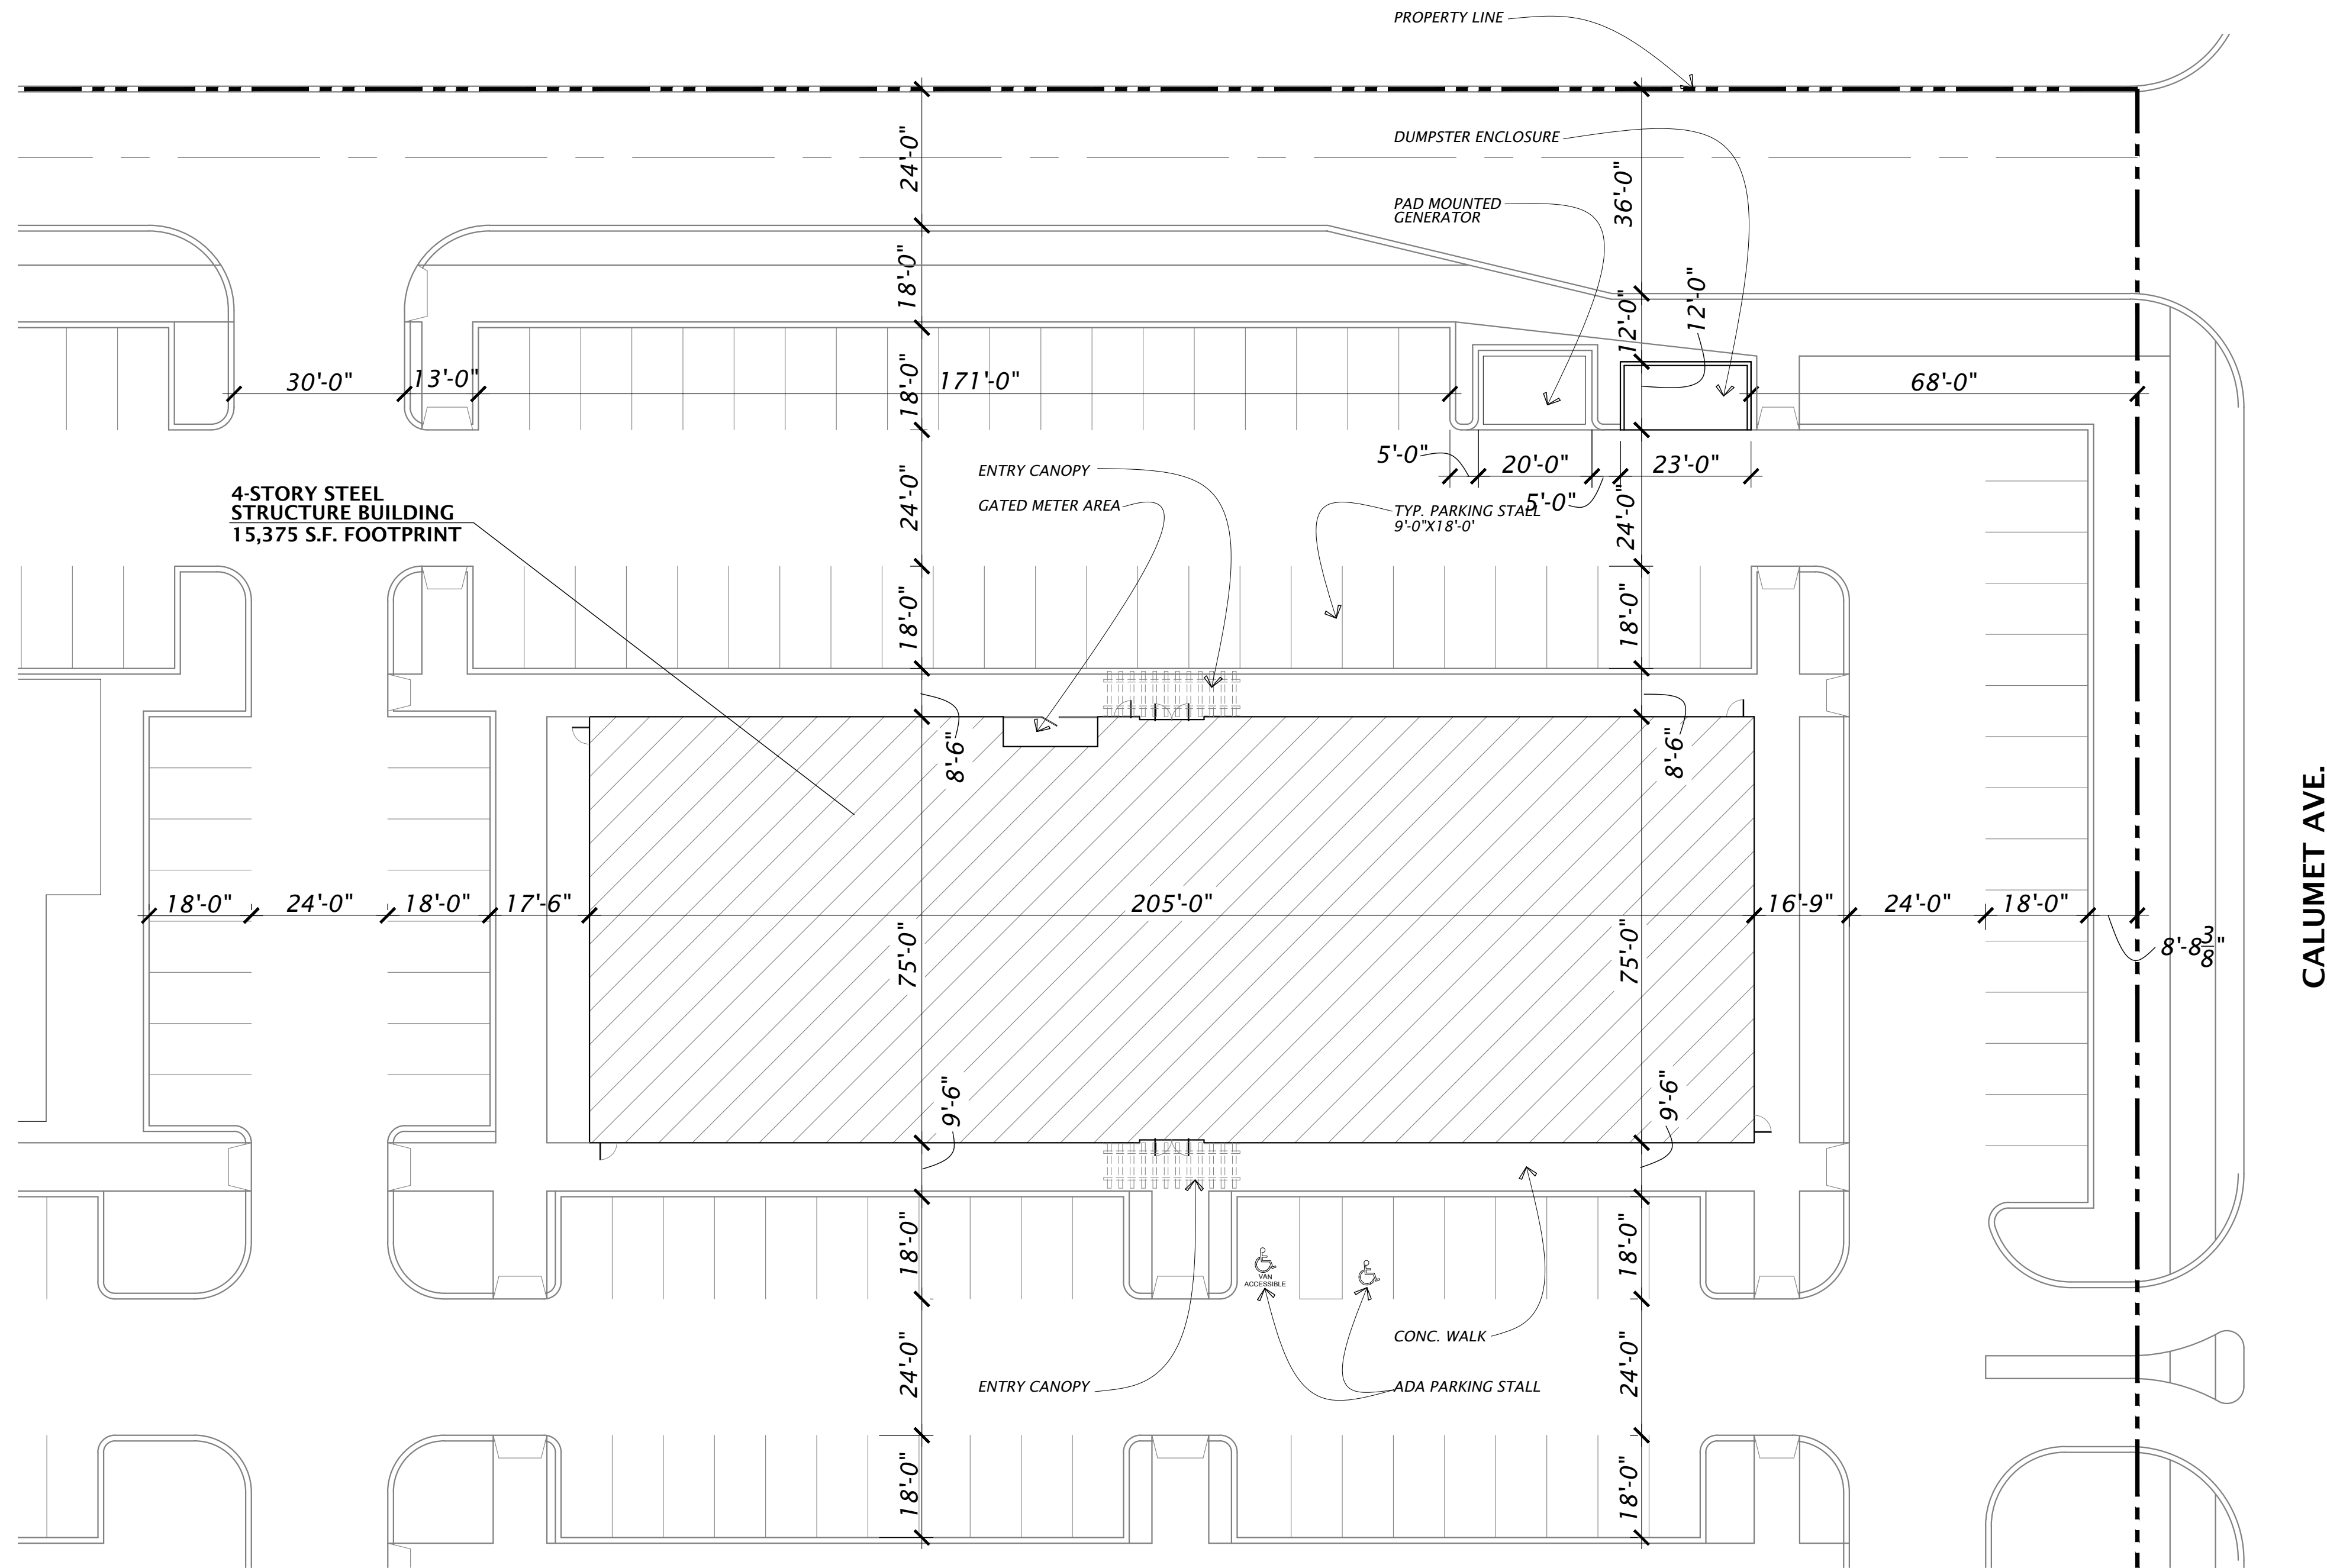 PROPERTY LINE
DUMPSTER ENCLOSURE
24'-0"
36'-0"
PAD MOUNTED
GENERATOR
18'-0"
12'-0"
12'-0"
30'-0"
13'-0"
18'-0"
171'-0"
68'-0"
5'-0"
20'-0"
23'-0"
5'-0"
ENTRY CANOPY
GATED METER AREA
TYP. PARKING STALL
9'-0"X18'-0'
24'-0"
24'-0"
4-STORY STEEL
STRUCTURE BUILDING
15,375 S.F. FOOTPRINT
18'-0"
18'-0"
8'-6"
8'-6"
CALUMET AVE.
18'-0"
24'-0"
18'-0"
17'-6"
205'-0"
16'-9"
24'-0"
18'-0"
8'-8 3/8"
75'-0"
75'-0"
9'-6"
9'-6"
18'-0"
18'-0"
VAN
ACCESSIBLE
CONC. WALK
24'-0"
24'-0"
ENTRY CANOPY
ADA PARKING STALL
18'-0"
18'-0"